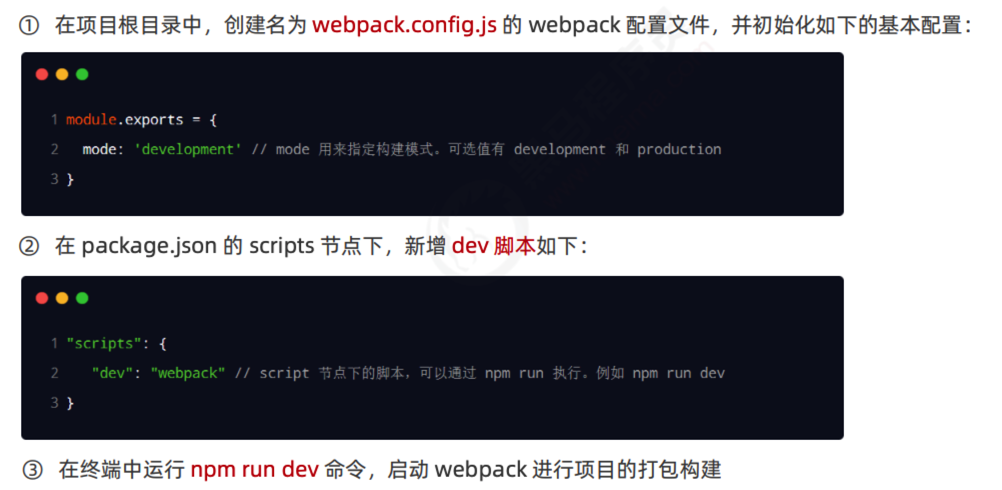 ① 在项目根目录中，创建名为 webpack.config.js 的 webpack 配置文件，并初始化如下的基本配置：
1 module.exports = {
2   mode: 'development' // mode 用来指定构建模式。可选值有 development 和 production
3 }
② 在 package.json 的 scripts 节点下，新增 dev 脚本如下：
1 "scripts": {
2    "dev": "webpack" // script 节点下的脚本，可以通过 npm run 执行。例如 npm run dev
3 }
③ 在终端中运行 npm run dev 命令，启动 webpack 进行项目的打包构建